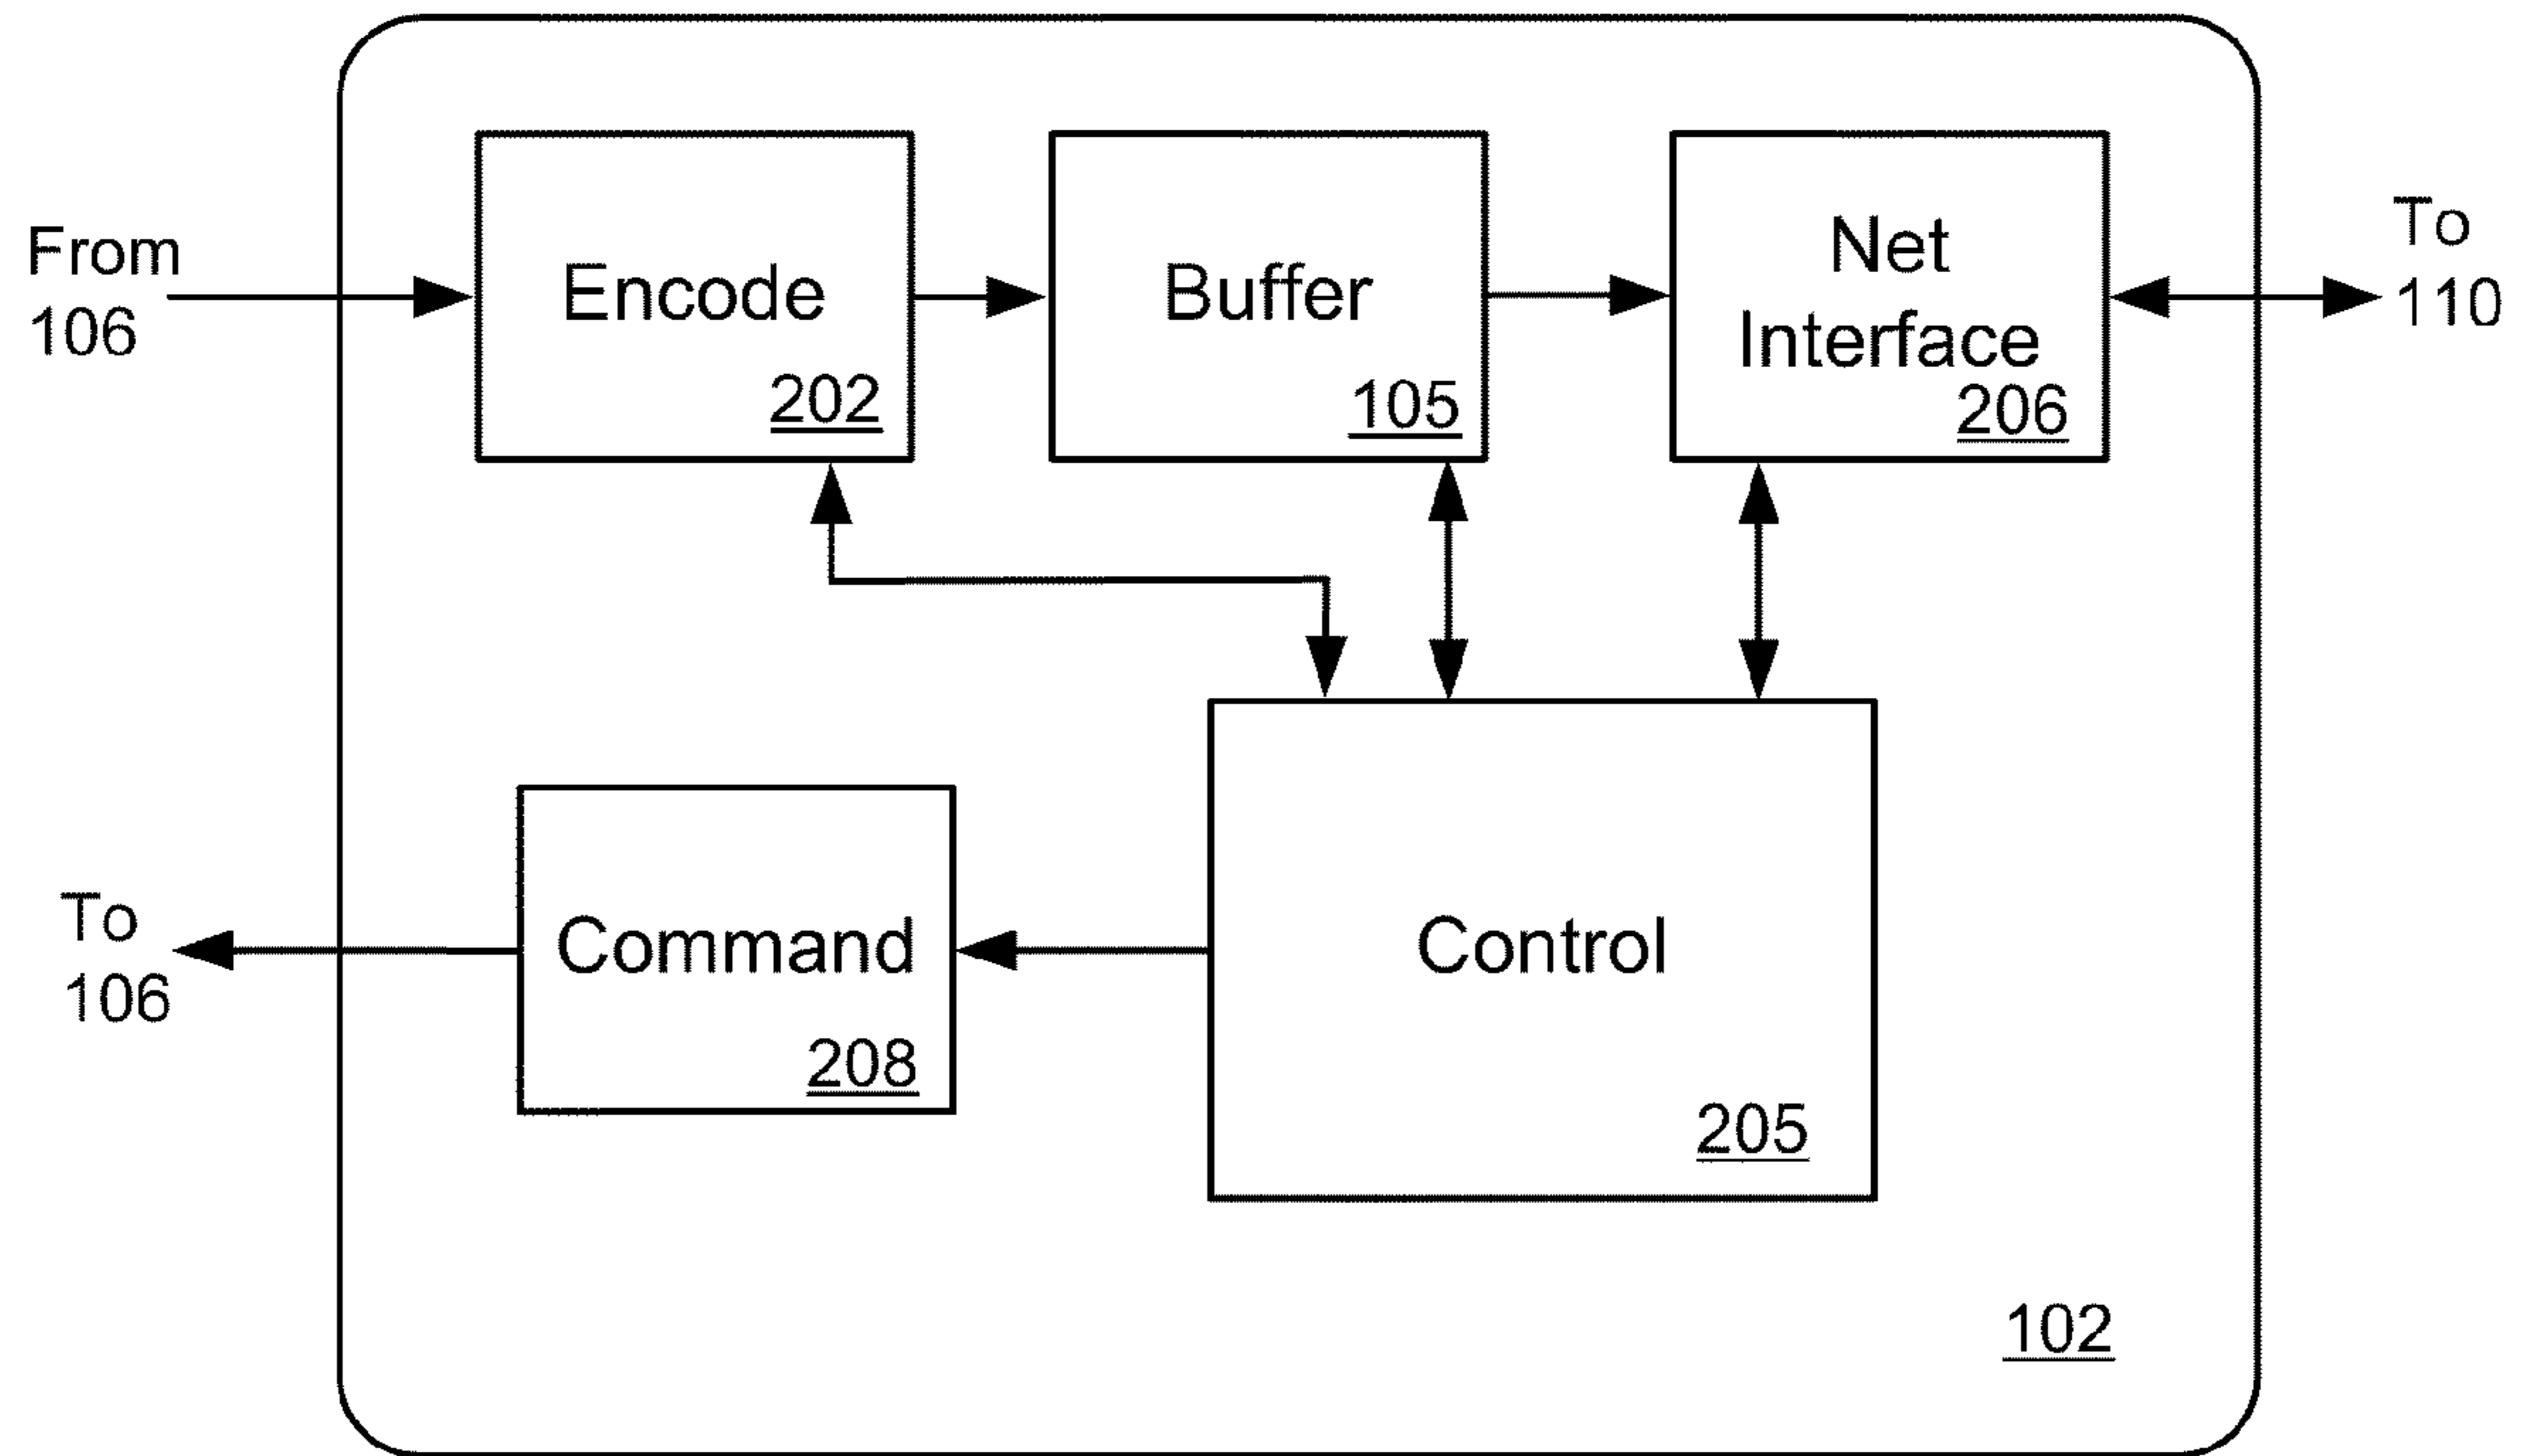 From
106
Encode
202
Buffer
105
Net
Interface
206
To
110
To
106
Command
208
Control
205
102